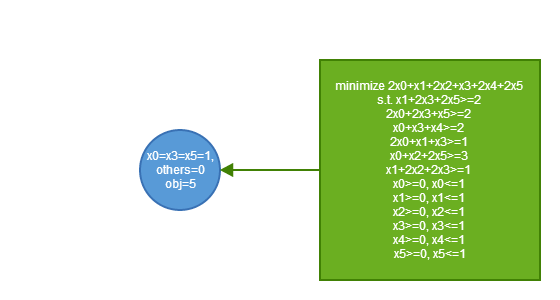 x0=x3=x5=1,
others=0
obj=5
minimize 2x0+x1+2x2+x3+2x4+2x5
s.t. x1+2x3+2x5>=2
2x0+2x3+x5>=2
x0+x3+x4>=2
2x0+x1+x3>=1
x0+x2+2x5>=3
x1+2x2+2x3>=1
x0>=0, x0<=1
x1>=0, x1<=1
x2>=0, x2<=1
x3>=0, x3<=1
x4>=0, x4<=1
x5>=0, x5<=1